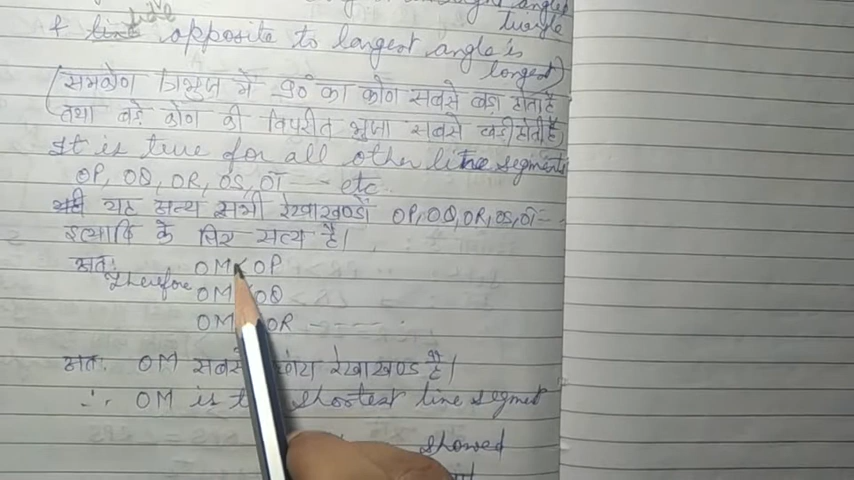 angles
triangle
& line opposite to largest angle is
longest)
(समकोण त्रिभुज में 90° का कोण सबसे बड़ा होता है
तथा बड़े कोण की विपरीत भुजा सबसे बड़ी होती है)
It is true for all other line segments
OP, OQ, OR, OS, OT --- etc.
यह सत्य सभी रेखाखण्डों OP, OQ, OR, OS, OT---
इत्यादि के लिए सत्य है।
अतः OM < OP
Therefore
OM OQ
OM OR ----- .
अतः OM रेखाखण्ड है।
∴ OM is shortest line segment
showed